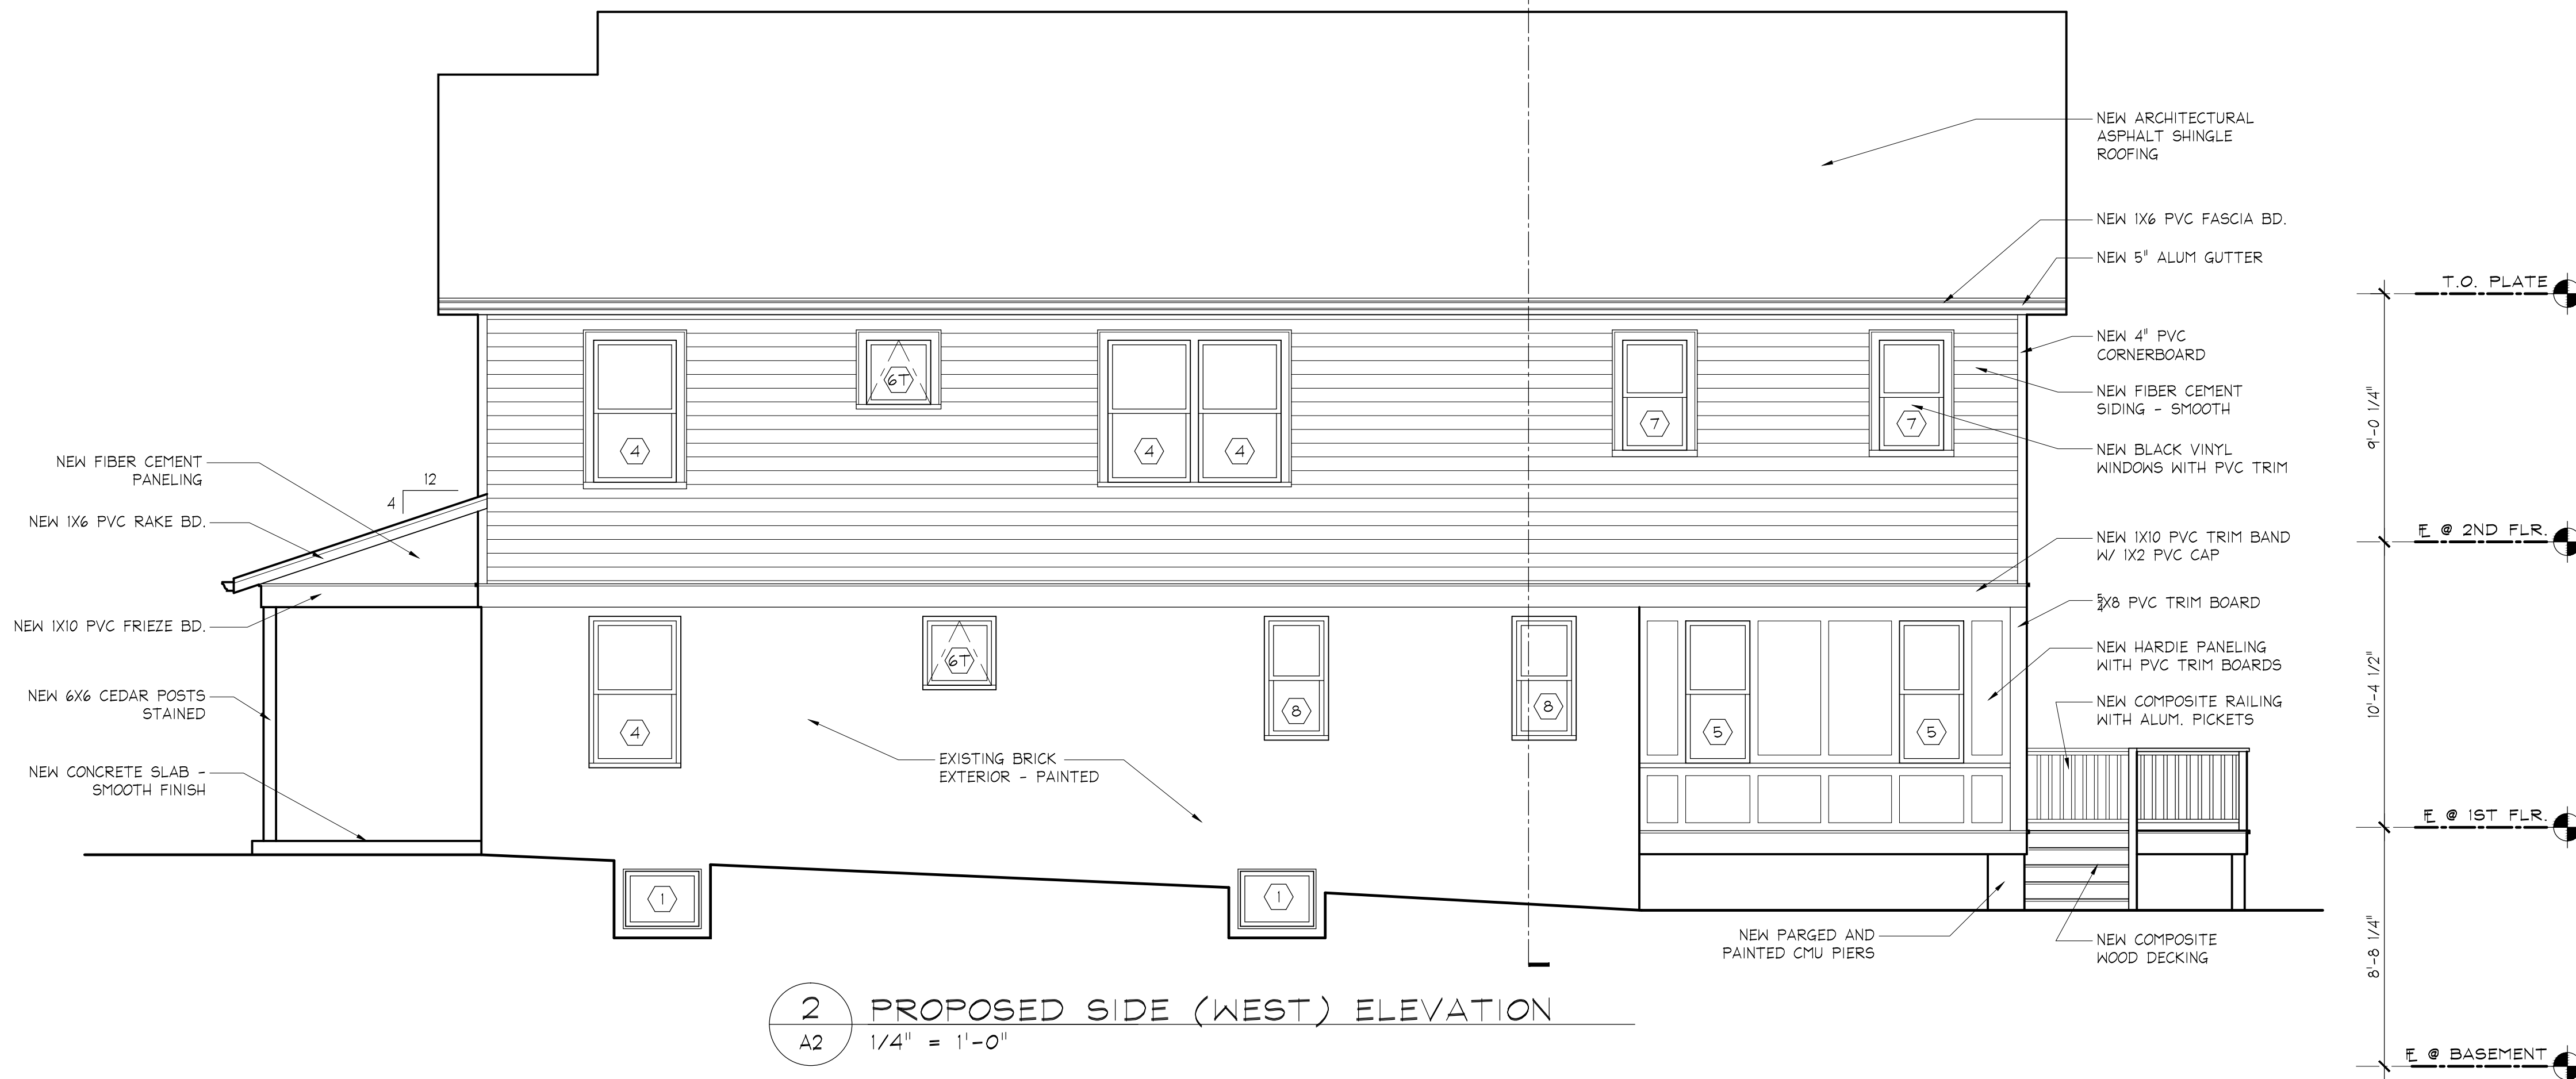 NEW ARCHITECTURAL
ASPHALT SHINGLE
ROOFING
NEW 1X6 PVC FASCIA BD.
NEW 5" ALUM GUTTER
T.O. PLATE
NEW 4" PVC
CORNERBOARD
NEW FIBER CEMENT
SIDING - SMOOTH
NEW BLACK VINYL
WINDOWS WITH PVC TRIM
9'-0 1/4"
6T
7
7
4
4
4
NEW FIBER CEMENT
PANELING
12
4
NEW 1X6 PVC RAKE BD.
F @ 2ND FLR.
NEW 1X10 PVC TRIM BAND
W/ 1X2 PVC CAP
5/4X8 PVC TRIM BOARD
NEW 1X10 PVC FRIEZE BD.
NEW HARDIE PANELING
WITH PVC TRIM BOARDS
10'-4 1/2"
6T
8
8
4
5
5
NEW 6X6 CEDAR POSTS
STAINED
NEW COMPOSITE RAILING
WITH ALUM. PICKETS
EXISTING BRICK
EXTERIOR - PAINTED
NEW CONCRETE SLAB -
SMOOTH FINISH
F @ 1ST FLR.
1
1
NEW PARGED AND
PAINTED CMU PIERS
NEW COMPOSITE
WOOD DECKING
8'-8 1/4"
2
A2
PROPOSED SIDE (WEST) ELEVATION
1/4" = 1'-0"
F @ BASEMENT